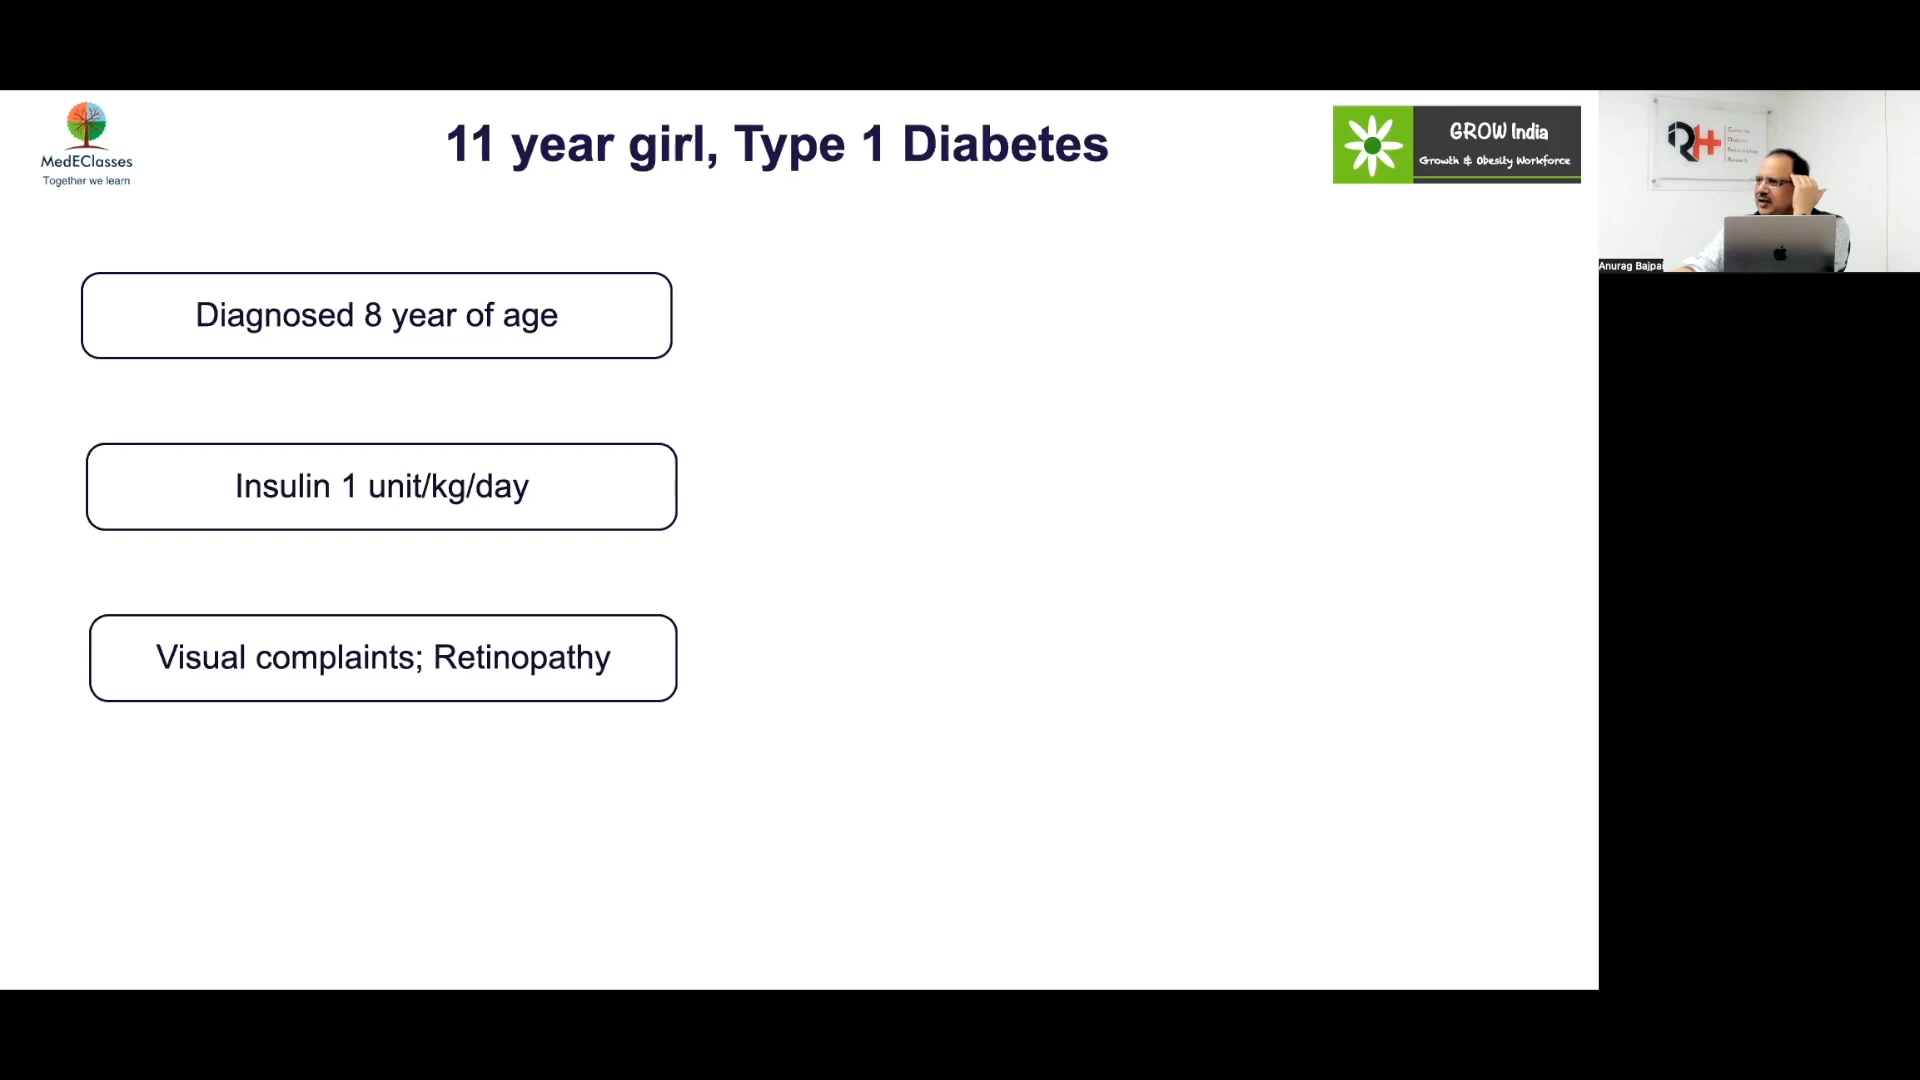 MedEClasses
Together we learn
11 year girl, Type 1 Diabetes
GROW India
Growth & Obesity Workforce
Diagnosed 8 year of age
Insulin 1 unit/kg/day
Visual complaints; Retinopathy
RH
Anurag Bajpai